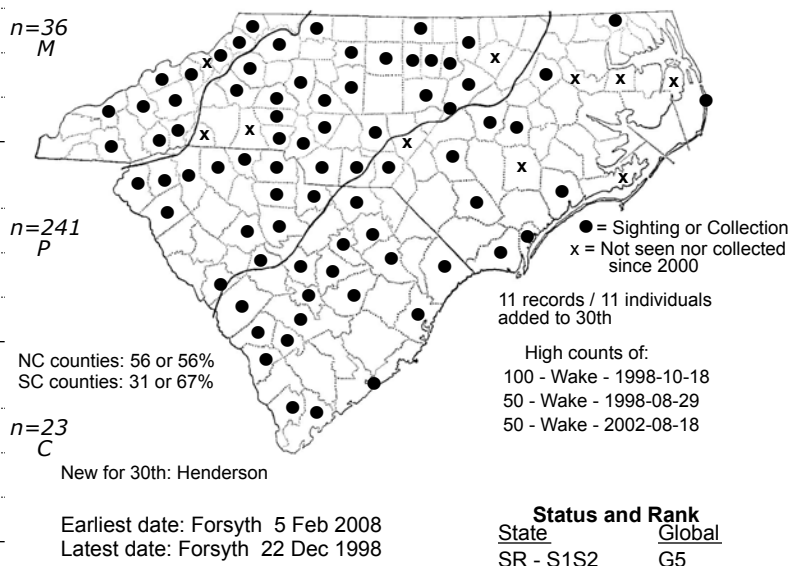 n=36
M
n=241
P
n=23
C
● = Sighting or Collection
x = Not seen nor collected
since 2000
11 records / 11 individuals
added to 30th
High counts of:
100 - Wake - 1998-10-18
50 - Wake - 1998-08-29
50 - Wake - 2002-08-18
NC counties: 56 or 56%
SC counties: 31 or 67%
New for 30th: Henderson
Earliest date: Forsyth 5 Feb 2008
Latest date: Forsyth 22 Dec 1998
Status and Rank
State Global
SR - S1S2 G5